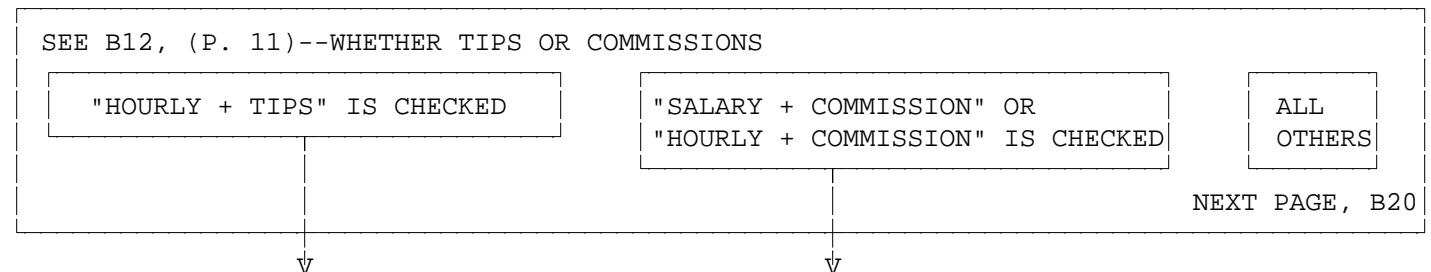 SEE B12, (P. 11)--WHETHER TIPS OR COMMISSIONS
"HOURLY + TIPS" IS CHECKED
"SALARY + COMMISSION" OR
"HOURLY + COMMISSION" IS CHECKED
ALL
OTHERS
NEXT PAGE, B20